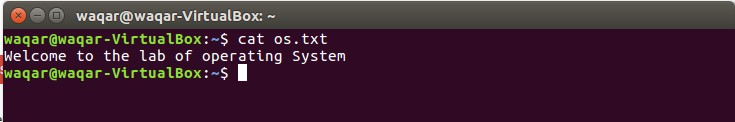 waqar@waqar-VirtualBox: ~
waqar@waqar-VirtualBox:~$ cat os.txt
Welcome to the lab of operating System
waqar@waqar-VirtualBox:~$